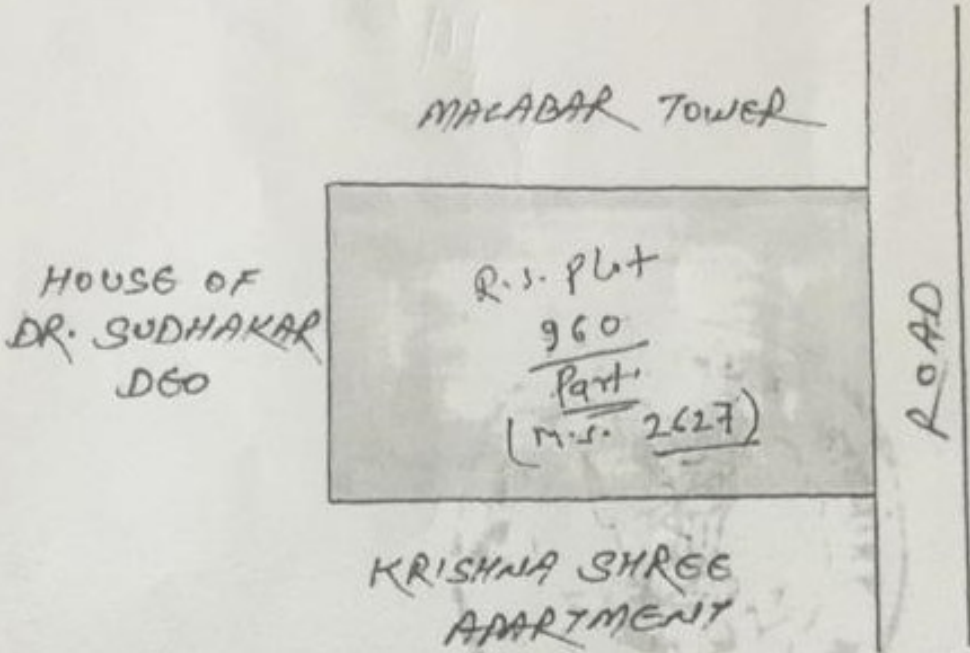 MALABAR TOWER
HOUSE OF
DR. SUDHAKAR
DEO
R.S. Plot
960
Part
(M.S. 2627)
ROAD
KRISHNA SHREE
APARTMENT